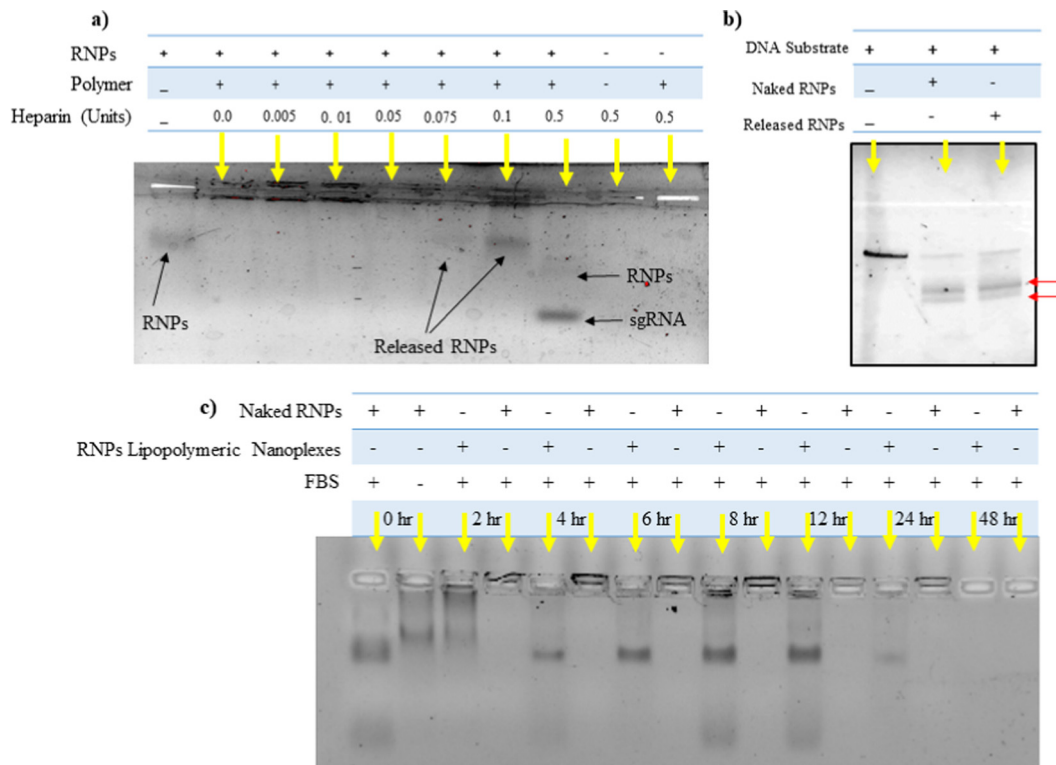 a)
RNPs + + + + + + + + - -
Polymer _ + + + + + + + - +
Heparin (Units) _ 0.0 0.005 0. 01 0.05 0.075 0.1 0.5 0.5 0.5
RNPs
Released RNPs
RNPs
sgRNA
b)
DNA Substrate + + +
Naked RNPs _ + -
Released RNPs _ - +
c)
Naked RNPs + + - + - + - + - + - + - + - +
RNPs Lipopolymeric Nanoplexes - - + - + - + - + - + - + - + -
FBS + - + + + + + + + + + + + + + +
0 hr 2 hr 4 hr 6 hr 8 hr 12 hr 24 hr 48 hr